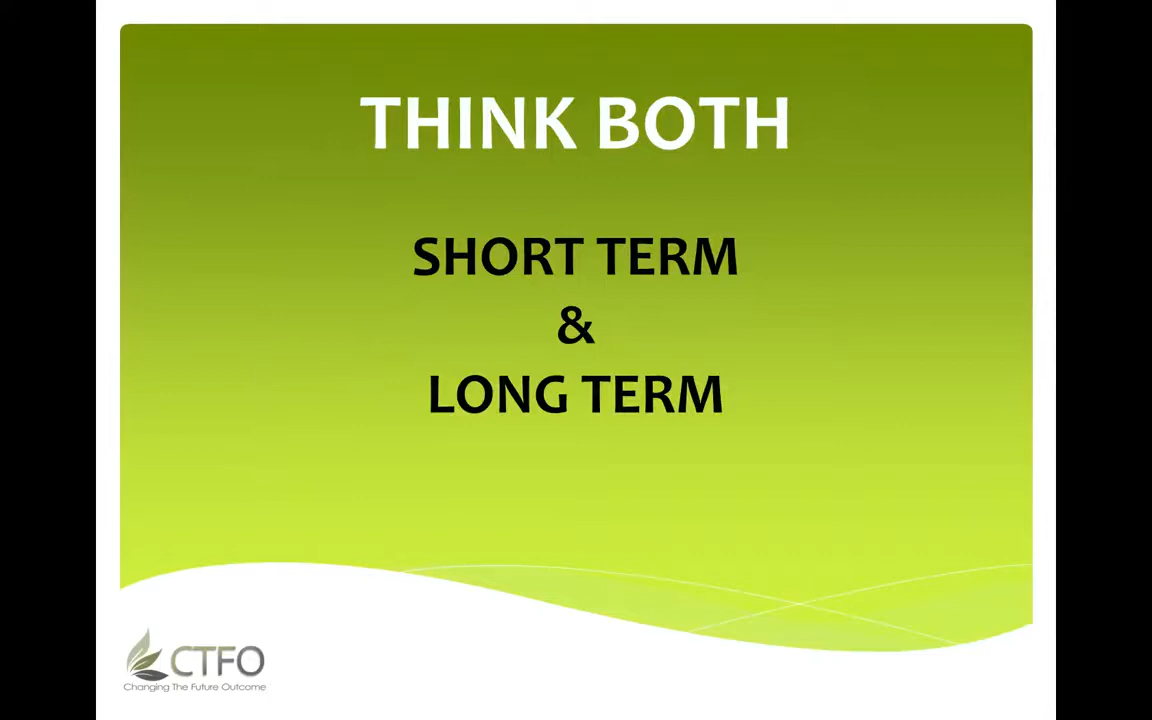 THINK BOTH
SHORT TERM
&
LONG TERM
CTFO
Changing The Future Outcome